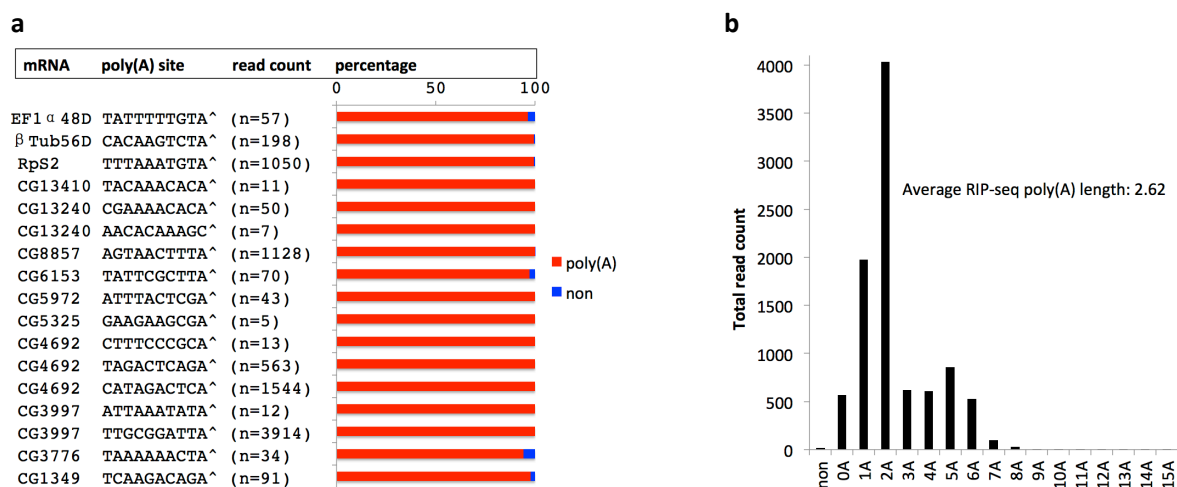 a
mRNA poly(A) site read count percentage
0 50 100
EF1α48D TATTTTTGTA^ (n=57)
βTub56D CACAAGTCTA^ (n=198)
RpS2 TTTAAATGTA^ (n=1050)
CG13410 TACAAACACA^ (n=11)
CG13240 CGAAAACACA^ (n=50)
CG13240 AACACAAAGC^ (n=7)
CG8857 AGTAACTTTA^ (n=1128)
CG6153 TATTCGCTTA^ (n=70)
CG5972 ATTTACTCGA^ (n=43)
CG5325 GAAGAAGCGA^ (n=5)
CG4692 CTTTCCCGCA^ (n=13)
CG4692 TAGACTCAGA^ (n=563)
CG4692 CATAGACTCA^ (n=1544)
CG3997 ATTAAATATA^ (n=12)
CG3997 TTGCGGATTA^ (n=3914)
CG3776 TAAAAAACTA^ (n=34)
CG1349 TCAAGACAGA^ (n=91)
poly(A)
non
b
Total read count
4000
3500
3000
2500
2000
1500
1000
500
0
Average RIP-seq poly(A) length: 2.62
non 0A 1A 2A 3A 4A 5A 6A 7A 8A 9A 10A 11A 12A 13A 14A 15A